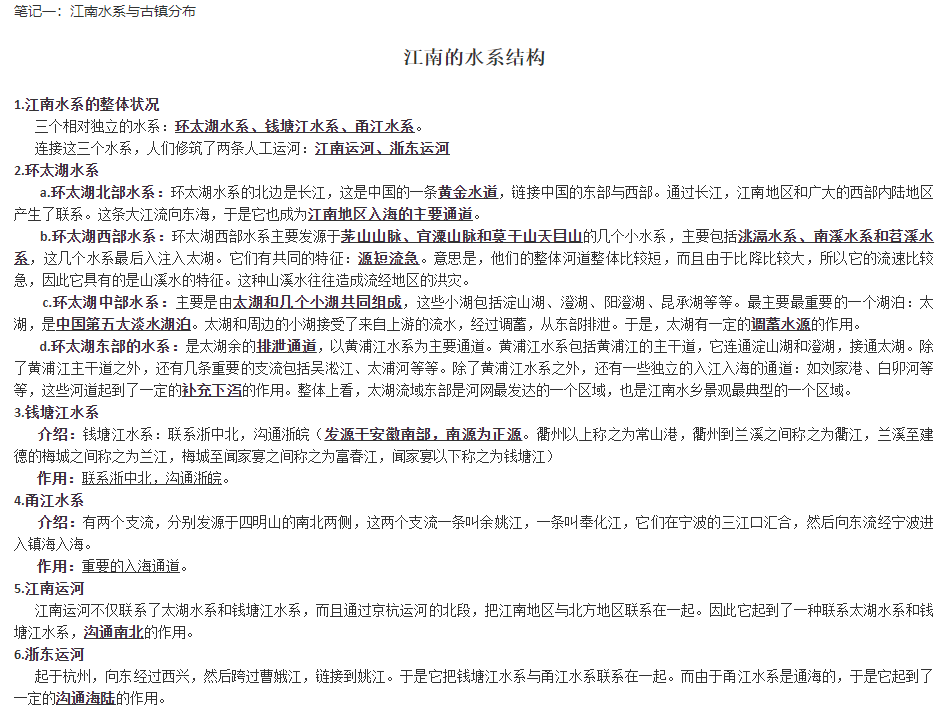 笔记一：江南水系与古镇分布
江南的水系结构
1.江南水系的整体状况
三个相对独立的水系：环太湖水系、钱塘江水系、甬江水系。
连接这三个水系，人们修筑了两条人工运河：江南运河、浙东运河
2.环太湖水系
a.环太湖北部水系：环太湖水系的北边是长江，这是中国的一条黄金水道，链接中国的东部与西部。通过长江，江南地区和广大的西部内陆地区
产生了联系。这条大江流向东海，于是它也成为江南地区入海的主要通道。
b.环太湖西部水系：环太湖西部水系主要发源于茅山山脉、宜溧山脉和莫干山天目山的几个小水系，主要包括洮滆水系、南溪水系和苕溪水
系，这几个水系最后入注入太湖。它们有共同的特征：源短流急。意思是，他们的整体河道整体比较短，而且由于比降比较大，所以它的流速比较
急，因此它具有的是山溪水的特征。这种山溪水往往造成流经地区的洪灾。
c.环太湖中部水系：主要是由太湖和几个小湖共同组成，这些小湖包括淀山湖、澄湖、阳澄湖、昆承湖等等。最主要最重要的一个湖泊：太
湖，是中国第五大淡水湖泊。太湖和周边的小湖接受了来自上游的流水，经过调蓄，从东部排泄。于是，太湖有一定的调蓄水源的作用。
d.环太湖东部的水系：是太湖余的排泄通道，以黄浦江水系为主要通道。黄浦江水系包括黄浦江的主干道，它连通淀山湖和澄湖，接通太湖。除
了黄浦江主干道之外，还有几条重要的支流包括吴淞江、太浦河等等。除了黄浦江水系之外，还有一些独立的入江入海的通道：如刘家港、白卯河等
等，这些河道起到了一定的补充下泻的作用。整体上看，太湖流域东部是河网最发达的一个区域，也是江南水乡景观最典型的一个区域。
3.钱塘江水系
介绍：钱塘江水系：联系浙中北，沟通浙皖（发源于安徽南部，南源为正源。衢州以上称之为常山港，衢州到兰溪之间称之为衢江，兰溪至建
德的梅城之间称之为兰江，梅城至闻家宴之间称之为富春江，闻家宴以下称之为钱塘江）
作用：联系浙中北，沟通浙皖。
4.甬江水系
介绍：有两个支流，分别发源于四明山的南北两侧，这两个支流一条叫余姚江，一条叫奉化江，它们在宁波的三江口汇合，然后向东流经宁波进
入镇海入海。
作用：重要的入海通道。
5.江南运河
江南运河不仅联系了太湖水系和钱塘江水系，而且通过京杭运河的北段，把江南地区与北方地区联系在一起。因此它起到了一种联系太湖水系和钱
塘江水系，沟通南北的作用。
6.浙东运河
起于杭州，向东经过西兴，然后跨过曹娥江，链接到姚江。于是它把钱塘江水系与甬江水系联系在一起。而由于甬江水系是通海的，于是它起到了
一定的沟通海陆的作用。